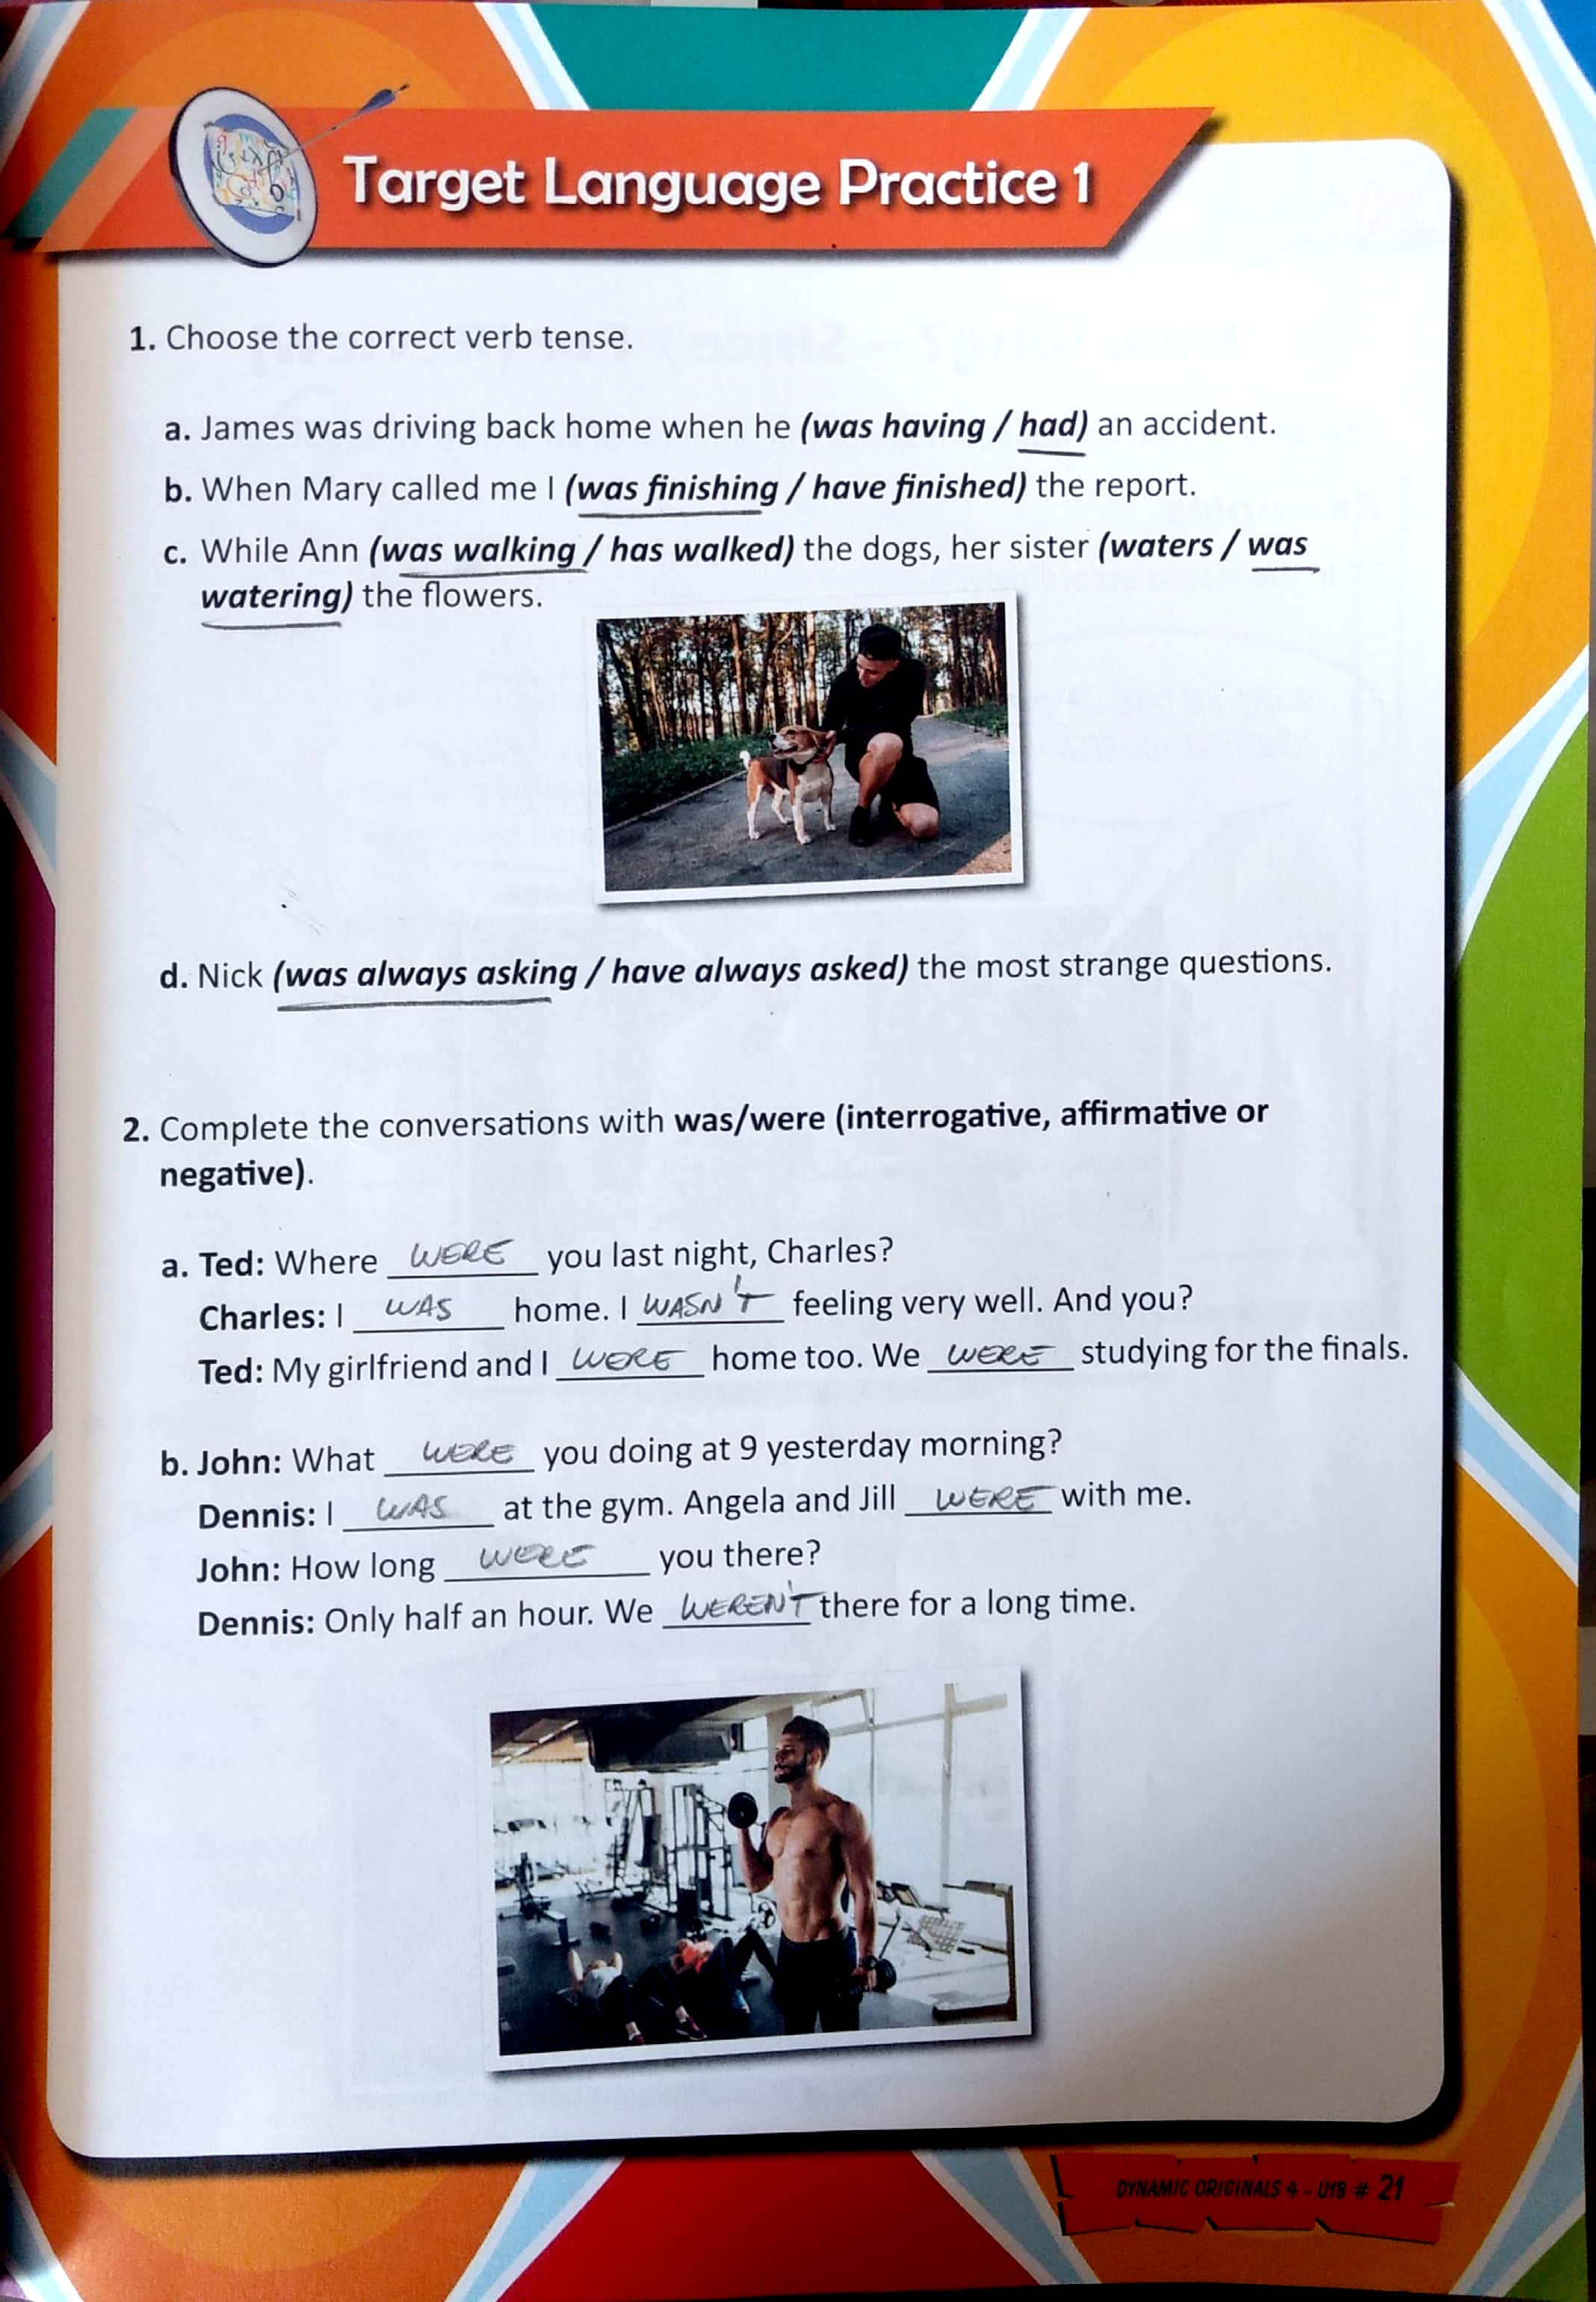 Target Language Practice 1
1. Choose the correct verb tense.
a. James was driving back home when he (was having / had) an accident.
b. When Mary called me I (was finishing / have finished) the report.
c. While Ann (was walking / has walked) the dogs, her sister (waters / was
watering) the flowers.
d. Nick (was always asking / have always asked) the most strange questions.
2. Complete the conversations with was/were (interrogative, affirmative or
negative).
a. Ted: Where WERE you last night, Charles?
Charles: I WAS home. I WASN'T feeling very well. And you?
Ted: My girlfriend and I WERE home too. We WERE studying for the finals.
b. John: What WERE you doing at 9 yesterday morning?
Dennis: I WAS at the gym. Angela and Jill WERE with me.
John: How long WERE you there?
Dennis: Only half an hour. We WEREN'T there for a long time.
DYNAMIC ORIGINALS 4 - U1B # 21